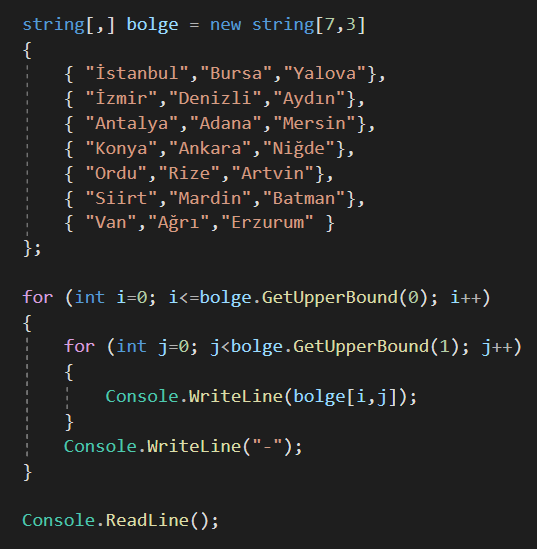 string[,] bolge = new string[7,3]
{
    { "İstanbul","Bursa","Yalova"},
    { "İzmir","Denizli","Aydın"},
    { "Antalya","Adana","Mersin"},
    { "Konya","Ankara","Niğde"},
    { "Ordu","Rize","Artvin"},
    { "Siirt","Mardin","Batman"},
    { "Van","Ağrı","Erzurum" }
};

for (int i=0; i<=bolge.GetUpperBound(0); i++)
{
    for (int j=0; j<bolge.GetUpperBound(1); j++)
    {
        Console.WriteLine(bolge[i,j]);
    }
    Console.WriteLine("-");
}

Console.ReadLine();